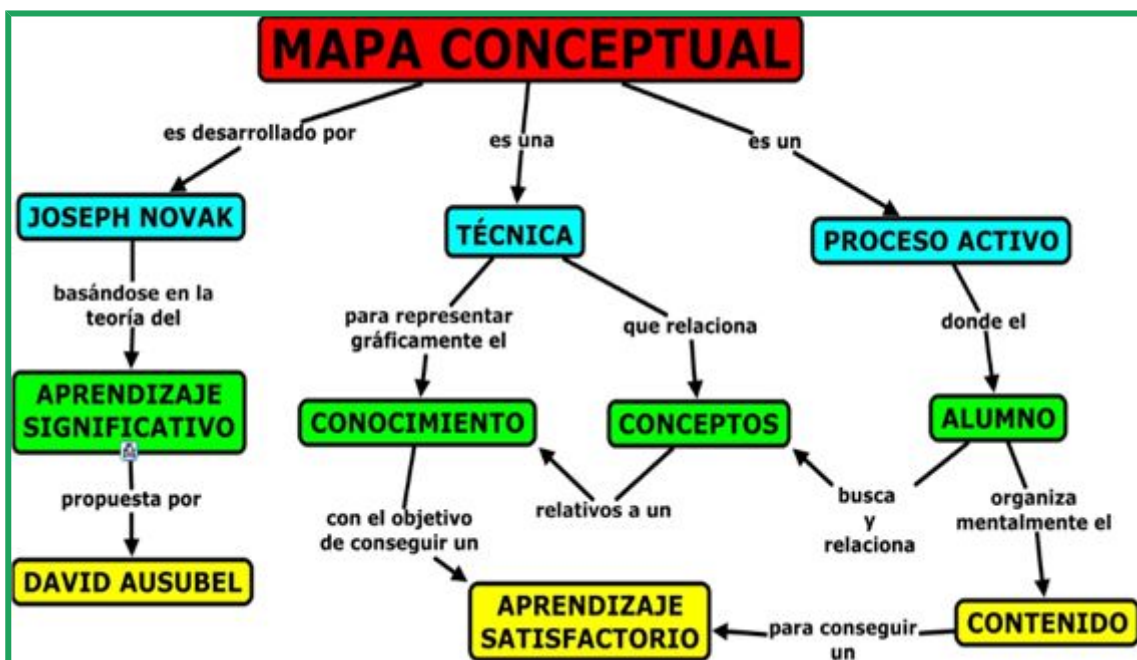 MAPA CONCEPTUAL
es desarrollado por
es una
es un
JOSEPH NOVAK
TÉCNICA
PROCESO ACTIVO
basándose en la
teoría del
para representar
gráficamente el
que relaciona
donde el
APRENDIZAJE
SIGNIFICATIVO
CONOCIMIENTO
CONCEPTOS
ALUMNO
propuesta por
con el objetivo
de conseguir un
relativos a un
busca
y
relaciona
organiza
mentalmente el
DAVID AUSUBEL
APRENDIZAJE
SATISFACTORIO
para conseguir
un
CONTENIDO